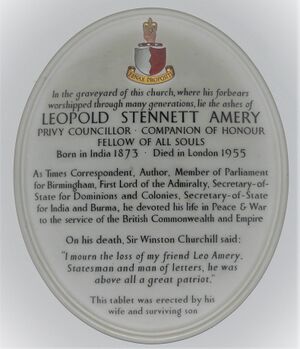 TENAX PROPOSITI
In the graveyard of this church, where his forbears
worshipped through many generations, lie the ashes of
LEOPOLD STENNETT AMERY
PRIVY COUNCILLOR · COMPANION OF HONOUR
FELLOW OF ALL SOULS
Born in India 1873 · Died in London 1955
As Times Correspondent, Author, Member of Parliament
for Birmingham, First Lord of the Admiralty, Secretary-of-
State for Dominions and Colonies, Secretary-of-State
for India and Burma, he devoted his life in Peace & War
to the service of the British Commonwealth and Empire
On his death, Sir Winston Churchill said:
"I mourn the loss of my friend Leo Amery.
Statesman and man of letters, he was
above all a great patriot."
This tablet was erected by his
wife and surviving son